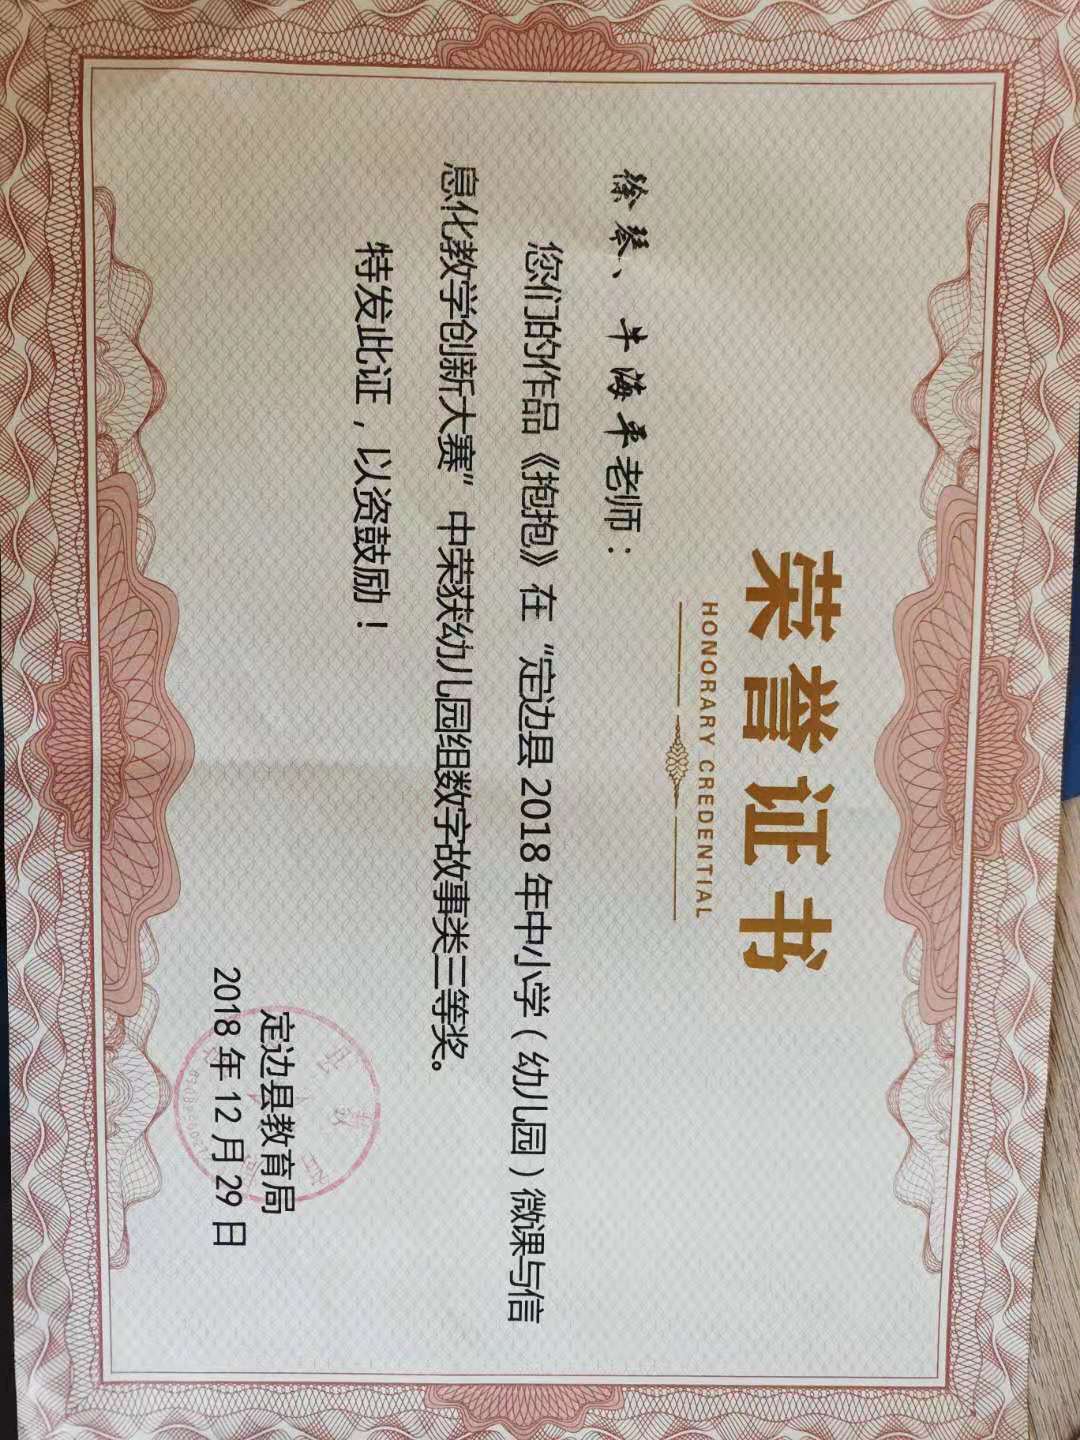 荣誉证书
HONORARY CREDENTIAL
徐琴、牛海平老师：
您们的作品《抱抱》在“定边县2018年中小学（幼儿园）微课与信
息化教学创新大赛”中荣获幼儿园组数字故事类三等奖。
特发此证，以资鼓励！
定边县教育局
2018年12月29日